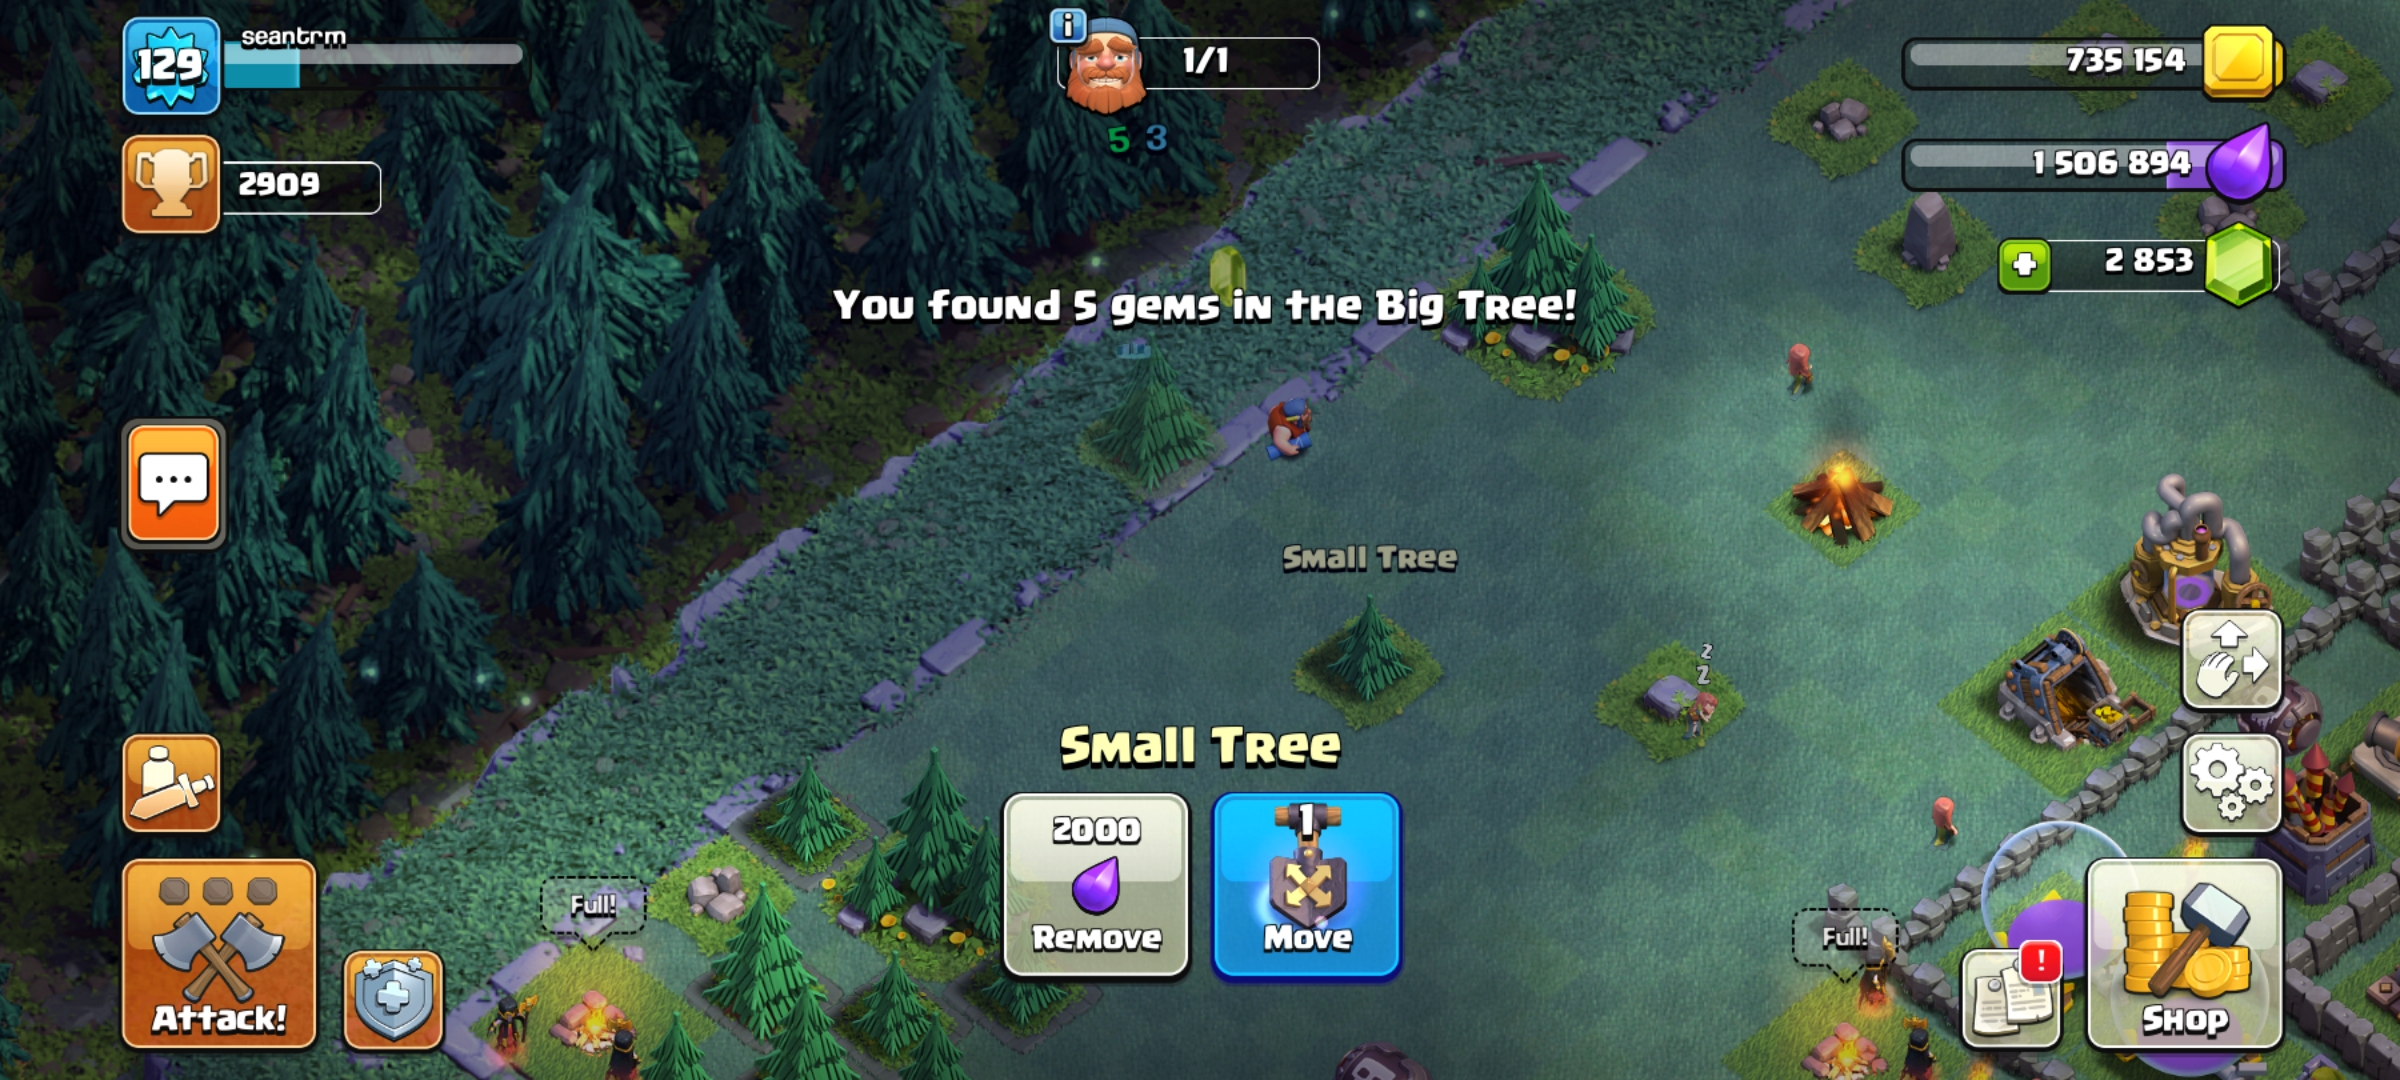 129
seantrm
1/1
735 154
5 3
2909
1 506 894
2 853
You found 5 gems in the Big Tree!
Small Tree
z
z
Small Tree
2000
Remove
1
Move
Full!
Full!
!
Attack!
Shop